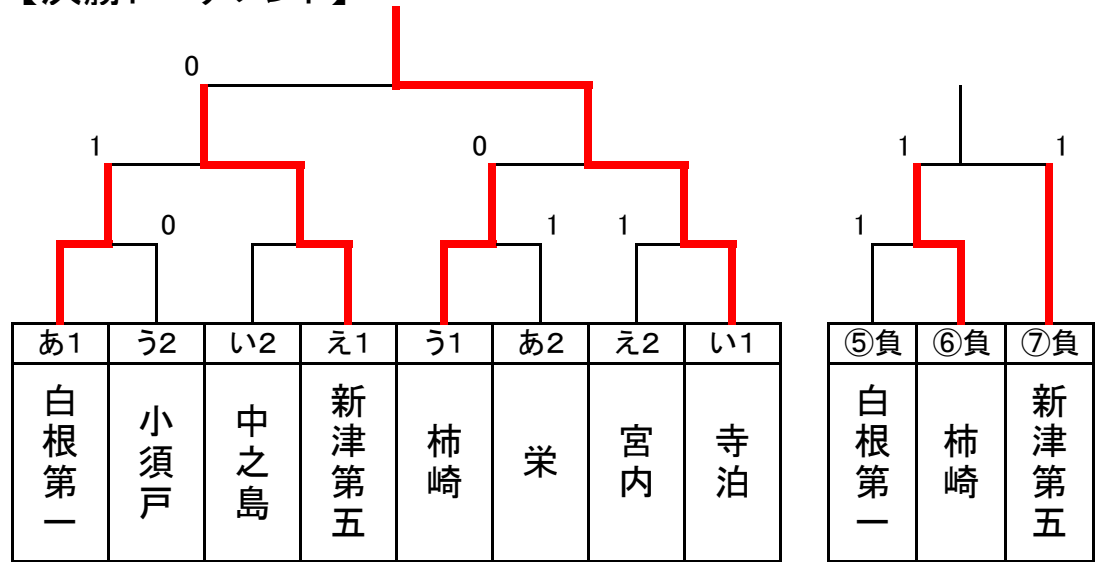 0
1
0
1
1
0
1
1
1
あ1 う2 い2 え1 う1 あ2 え2 い1 ⑤負 ⑥負 ⑦負
白根第一
小須戸
中之島
新津第五
柿崎
栄
宮内
寺泊
白根第一
柿崎
新津第五